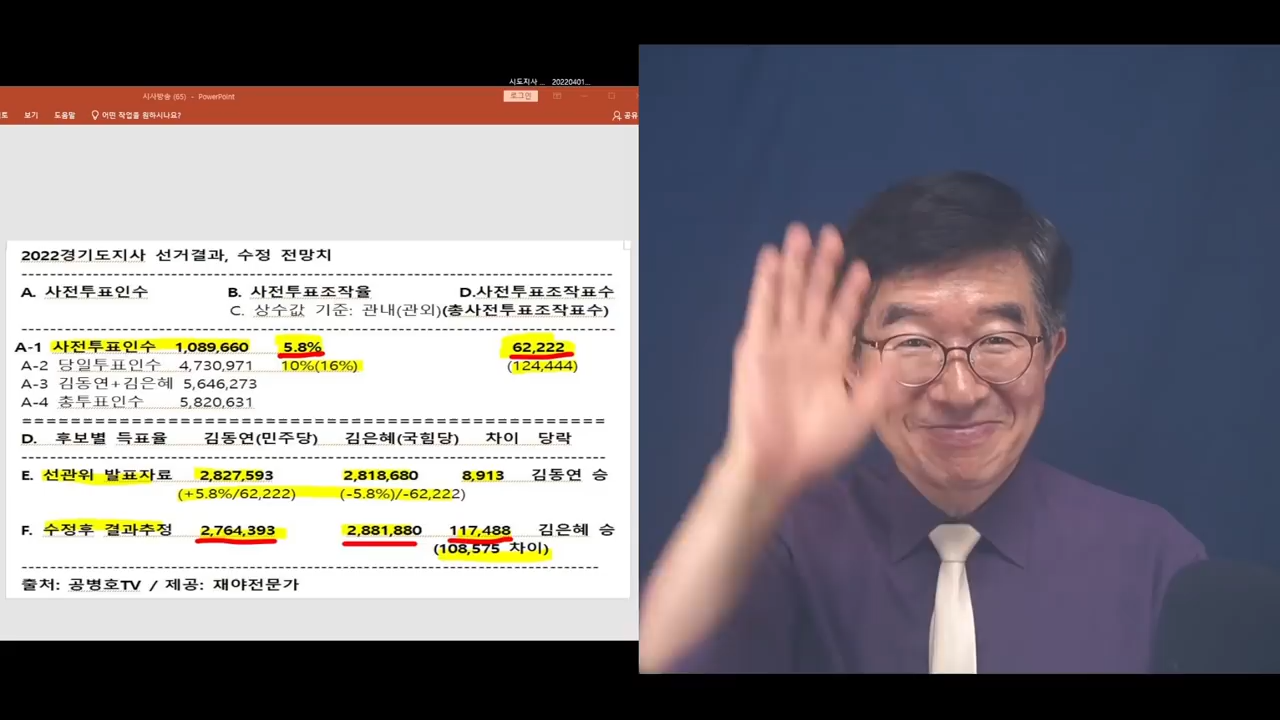 시도지사 ... 20220401...
시사방송 (65) - PowerPoint
로그인
보기 도움말 어떤 작업을 원하시나요?
공유
2022경기도지사 선거결과, 수정 전망치
A. 사전투표인수 B. 사전투표조작율 D.사전투표조작표수
C. 상수값 기준: 관내(관외)(총사전투표조작표수)
A-1 사전투표인수 1,089,660 5.8% 62,222
A-2 당일투표인수 4,730,971 10%(16%) (124,444)
A-3 김동연+김은혜 5,646,273
A-4 총투표인수 5,820,631
D. 후보별 득표율 김동연(민주당) 김은혜(국힘당) 차이 당락
E. 선관위 발표자료 2,827,593 2,818,680 8,913 김동연 승
(+5.8%/62,222) (-5.8%)/-62,222)
F. 수정후 결과추정 2,764,393 2,881,880 117,488 김은혜 승
(108,575 차이)
출처: 공병호TV / 제공: 재야전문가